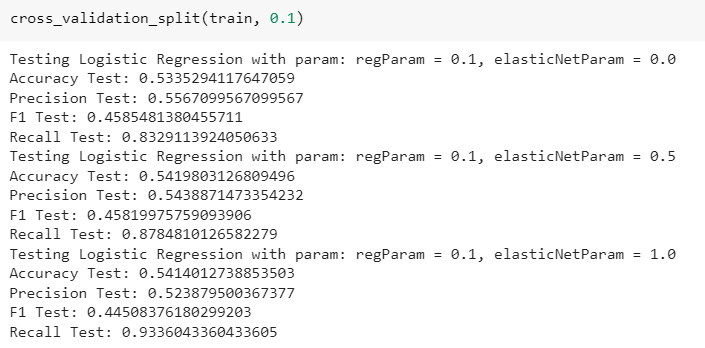 cross_validation_split(train, 0.1)
Testing Logistic Regression with param: regParam = 0.1, elasticNetParam = 0.0
Accuracy Test: 0.5335294117647059
Precision Test: 0.5567099567099567
F1 Test: 0.4585481380455711
Recall Test: 0.8329113924050633
Testing Logistic Regression with param: regParam = 0.1, elasticNetParam = 0.5
Accuracy Test: 0.5419803126809496
Precision Test: 0.5438871473354232
F1 Test: 0.45819975759093906
Recall Test: 0.8784810126582279
Testing Logistic Regression with param: regParam = 0.1, elasticNetParam = 1.0
Accuracy Test: 0.5414012738853503
Precision Test: 0.523879500367377
F1 Test: 0.44508376180299203
Recall Test: 0.9336043360433605